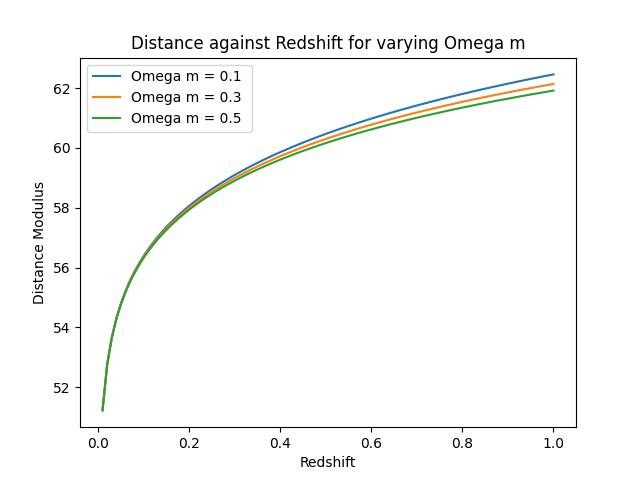 Distance against Redshift for varying Omega m
Omega m = 0.1
Omega m = 0.3
Omega m = 0.5
Distance Modulus
62
60
58
56
54
52
0.0 0.2 0.4 0.6 0.8 1.0
Redshift